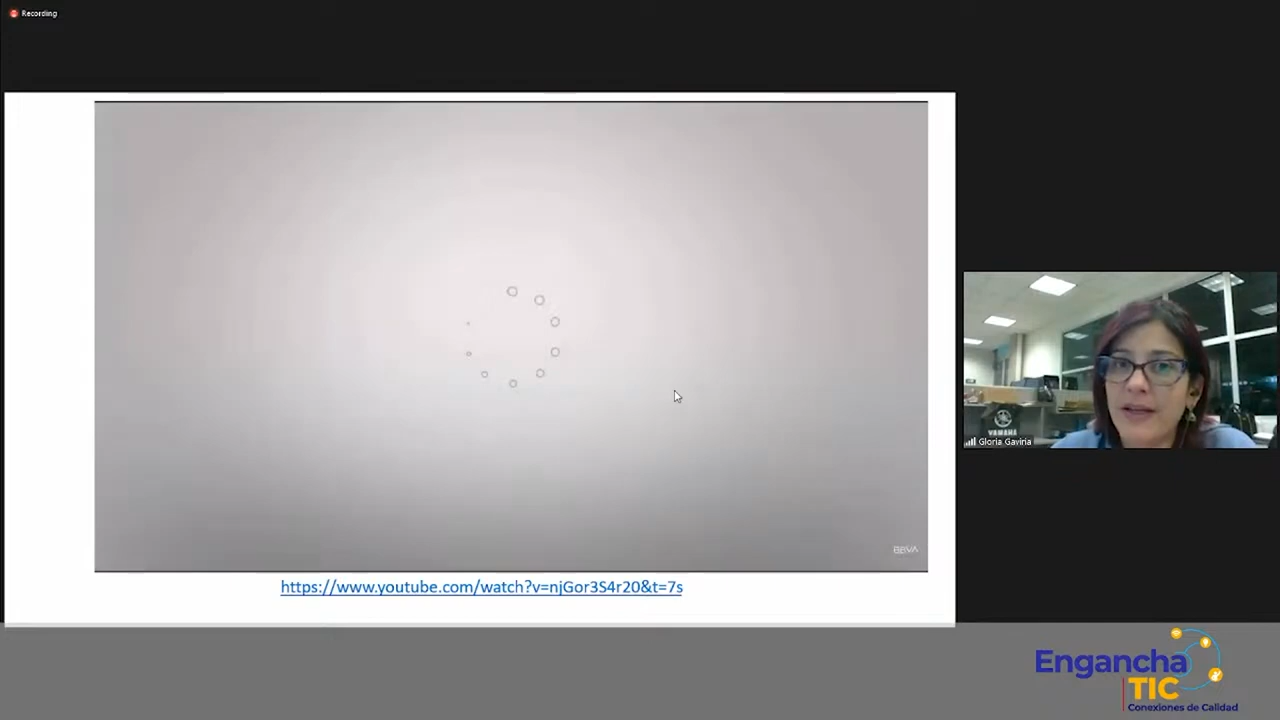 Recording
BBVA
https://www.youtube.com/watch?v=njGor3S4r20&t=7s
YAMAHA
Gloria Gaviria
Engancha
TIC
Conexiones de Calidad